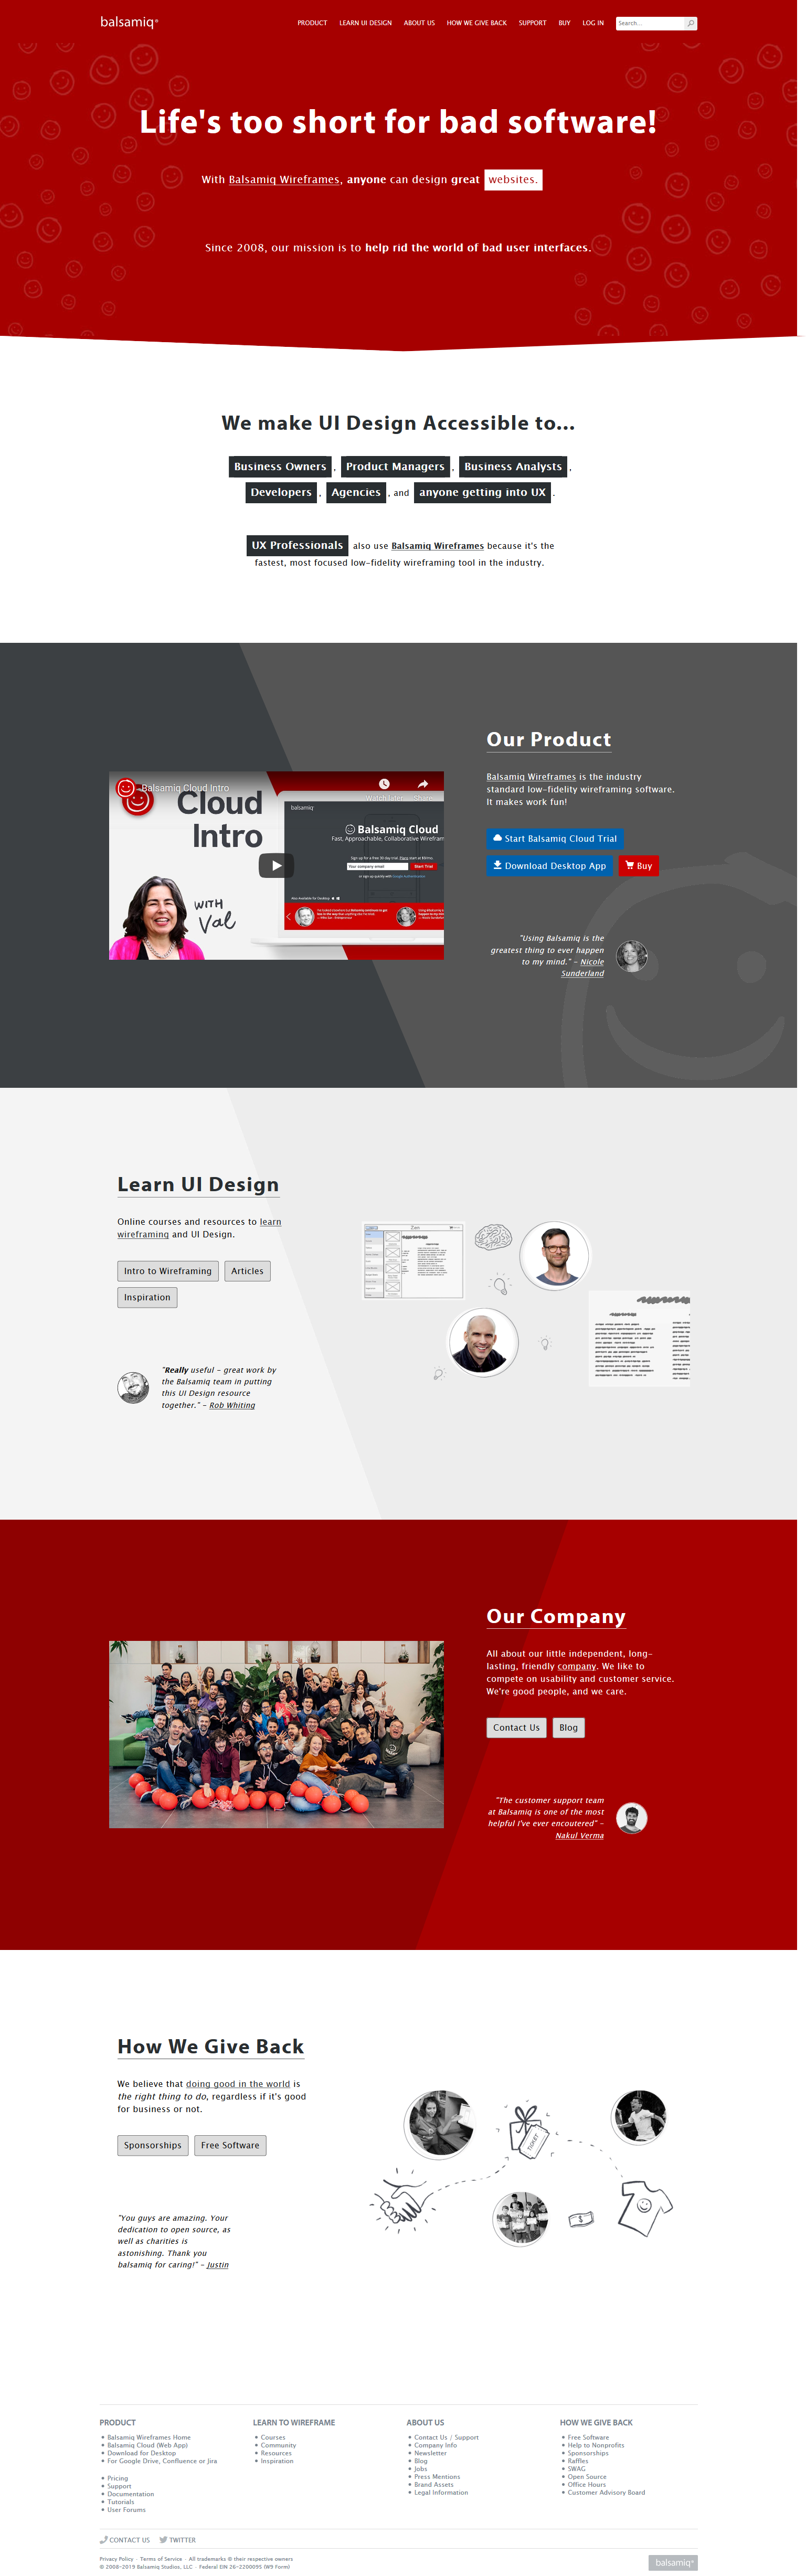 balsamiq®
PRODUCT LEARN UI DESIGN ABOUT US HOW WE GIVE BACK SUPPORT BUY LOG IN Search...
Life's too short for bad software!
With Balsamiq Wireframes, anyone can design great websites.
Since 2008, our mission is to help rid the world of bad user interfaces.
We make UI Design Accessible to...
Business Owners, Product Managers, Business Analysts,
Developers, Agencies, and anyone getting into UX.
UX Professionals also use Balsamiq Wireframes because it's the
fastest, most focused low-fidelity wireframing tool in the industry.
Balsamiq Cloud Intro
Watch later Share
Cloud
Intro
WITH
Val
balsamiq
Balsamiq Cloud
Fast, Approachable, Collaborative Wirefram
Your company email
Start Trial
Our Product
Balsamiq Wireframes is the industry
standard low-fidelity wireframing software.
It makes work fun!
Start Balsamiq Cloud Trial
Download Desktop App
Buy
"Using Balsamiq is the
greatest thing to ever happen
to my mind." - Nicole
Sunderland
Learn UI Design
Online courses and resources to learn
wireframing and UI Design.
Intro to Wireframing
Articles
Inspiration
"Really useful - great work by
the Balsamiq team in putting
this UI Design resource
together." - Rob Whiting
Our Company
All about our little independent, long-
lasting, friendly company. We like to
compete on usability and customer service.
We're good people, and we care.
Contact Us
Blog
"The customer support team
at Balsamiq is one of the most
helpful I've ever encoutered" -
Nakul Verma
How We Give Back
We believe that doing good in the world is
the right thing to do, regardless if it's good
for business or not.
Sponsorships
Free Software
"You guys are amazing. Your
dedication to open source, as
well as charities is
astonishing. Thank you
balsamiq for caring!" - Justin
TICKET
$
PRODUCT
Balsamiq Wireframes Home
Balsamiq Cloud (Web App)
Download for Desktop
For Google Drive, Confluence or Jira
Pricing
Support
Documentation
Tutorials
User Forums
LEARN TO WIREFRAME
Courses
Community
Resources
Inspiration
ABOUT US
Contact Us / Support
Company Info
Newsletter
Blog
Jobs
Press Mentions
Brand Assets
Legal Information
HOW WE GIVE BACK
Free Software
Help to Nonprofits
Sponsorships
Raffles
SWAG
Open Source
Office Hours
Customer Advisory Board
CONTACT US TWITTER
Privacy Policy · Terms of Service · All trademarks © their respective owners
© 2008-2019 Balsamiq Studios, LLC · Federal EIN 26-2200095 (W9 Form)
balsamiq®